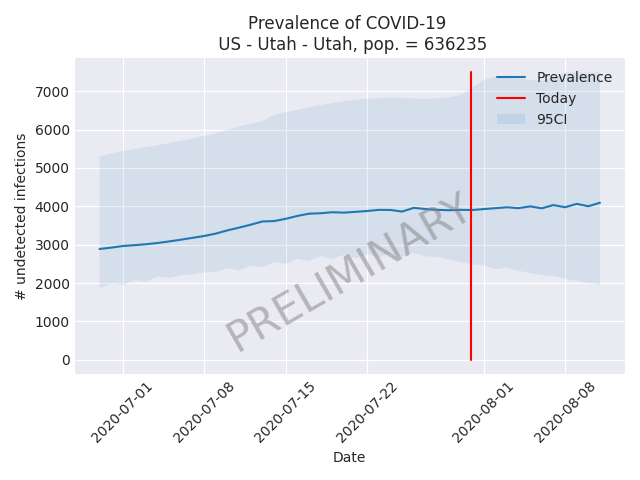 Prevalence of COVID-19
US - Utah - Utah, pop. = 636235
Prevalence
Today
95CI
# undetected infections
7000
6000
5000
4000
3000
2000
1000
0
PRELIMINARY
2020-07-01
2020-07-08
2020-07-15
2020-07-22
2020-08-01
2020-08-08
Date